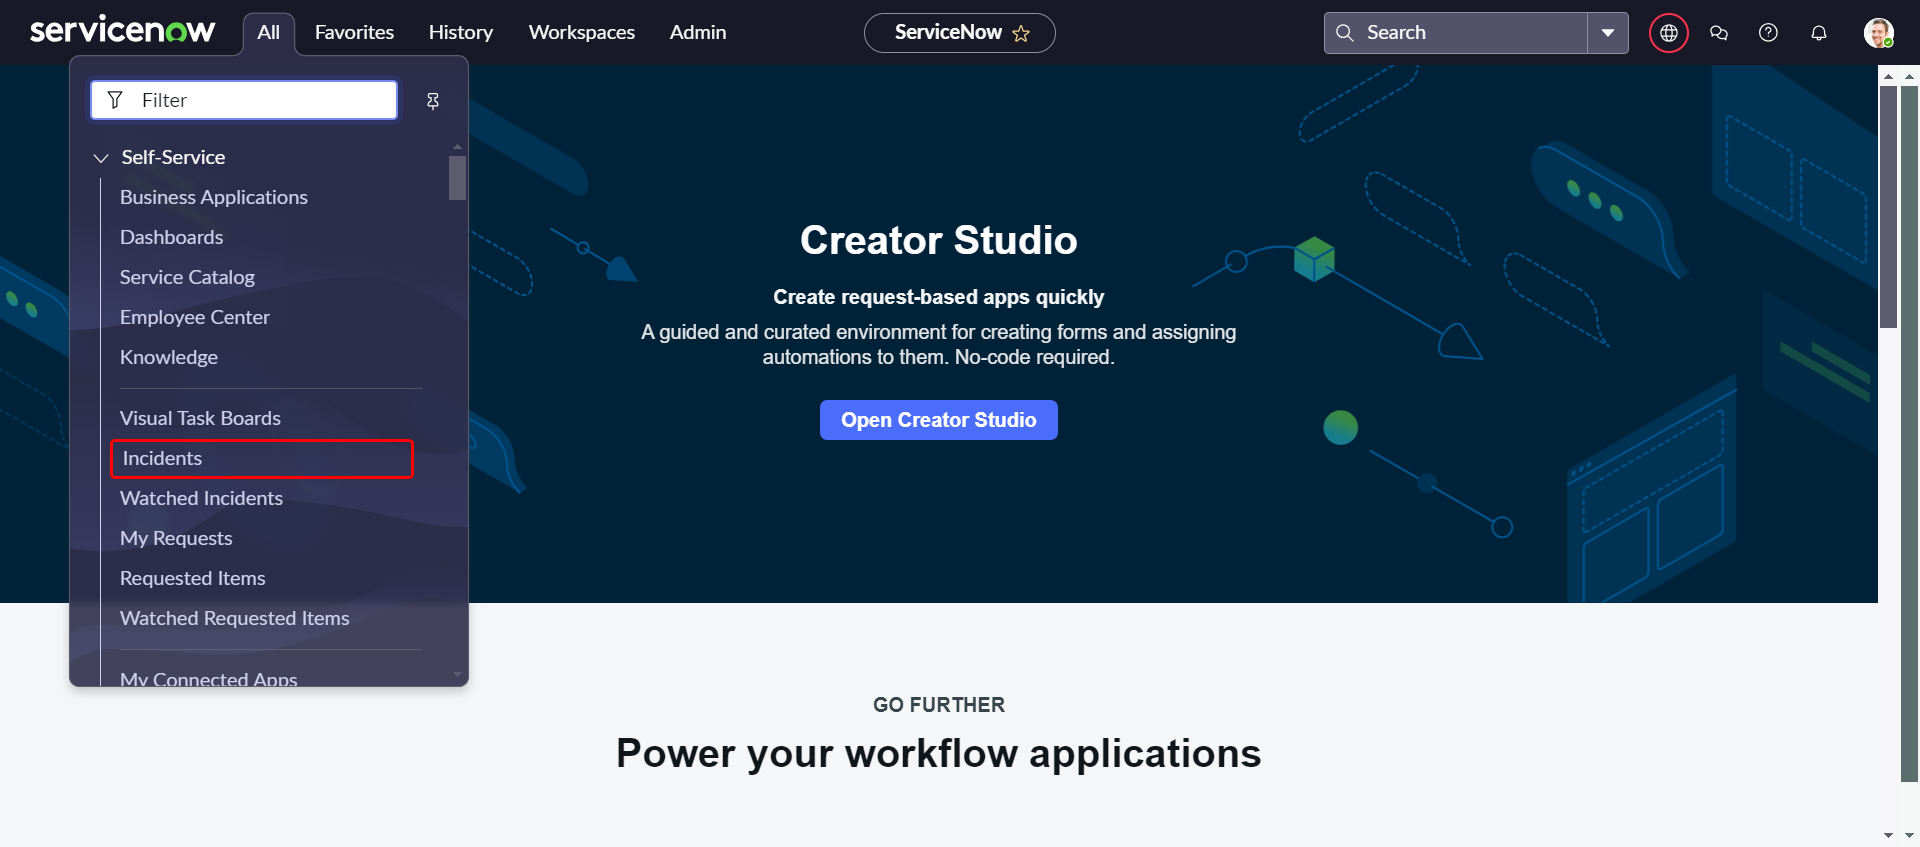 servicenow
All
Favorites
History
Workspaces
Admin
ServiceNow
Search
Filter
Self-Service
Business Applications
Dashboards
Service Catalog
Employee Center
Knowledge
Visual Task Boards
Incidents
Watched Incidents
My Requests
Requested Items
Watched Requested Items
My Connected Apps
Creator Studio
Create request-based apps quickly
A guided and curated environment for creating forms and assigning
automations to them. No-code required.
Open Creator Studio
GO FURTHER
Power your workflow applications